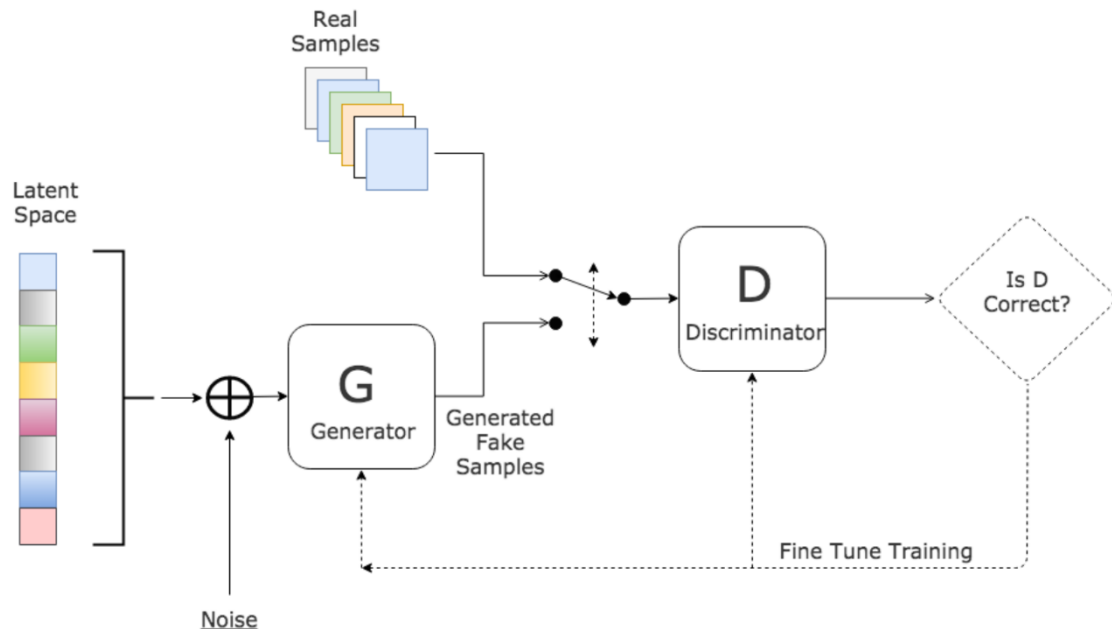 Real
Samples
Latent
Space
Is D
Correct?
D
Discriminator
G
Generator
Generated
Fake
Samples
Fine Tune Training
Noise